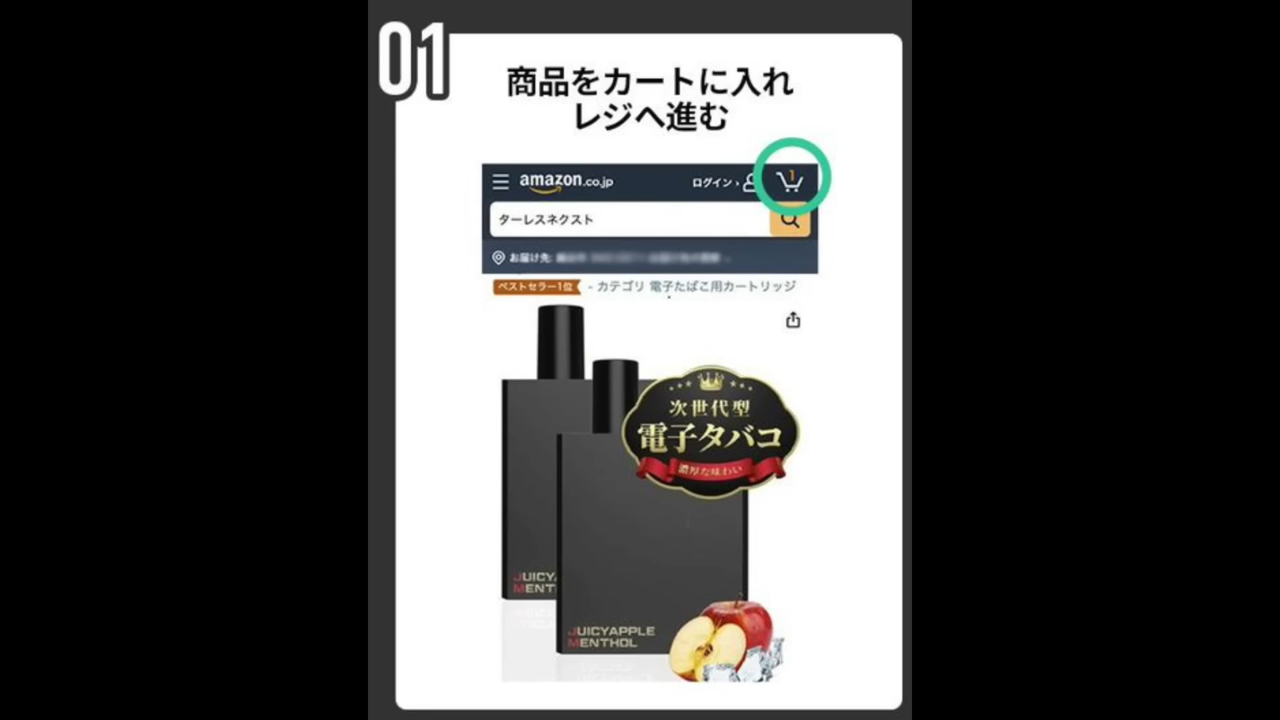 01
商品をカートに入れ
レジへ進む
amazon.co.jp
ログイン ›
1
ターレスネクスト
お届け先:
ベストセラー1位 - カテゴリ 電子たばこ用カートリッジ
次世代型
電子タバコ
濃厚な味わい
JUICYA
MENT
JUICYAPPLE
MENTHOL